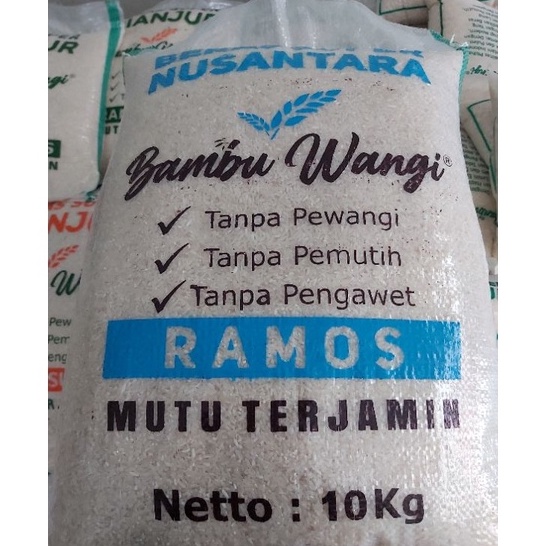 NUSANTARA
Bambu Wangi®
✓ Tanpa Pewangi
✓ Tanpa Pemutih
✓ Tanpa Pengawet
RAMOS
MUTU TERJAMIN
Netto : 10Kg